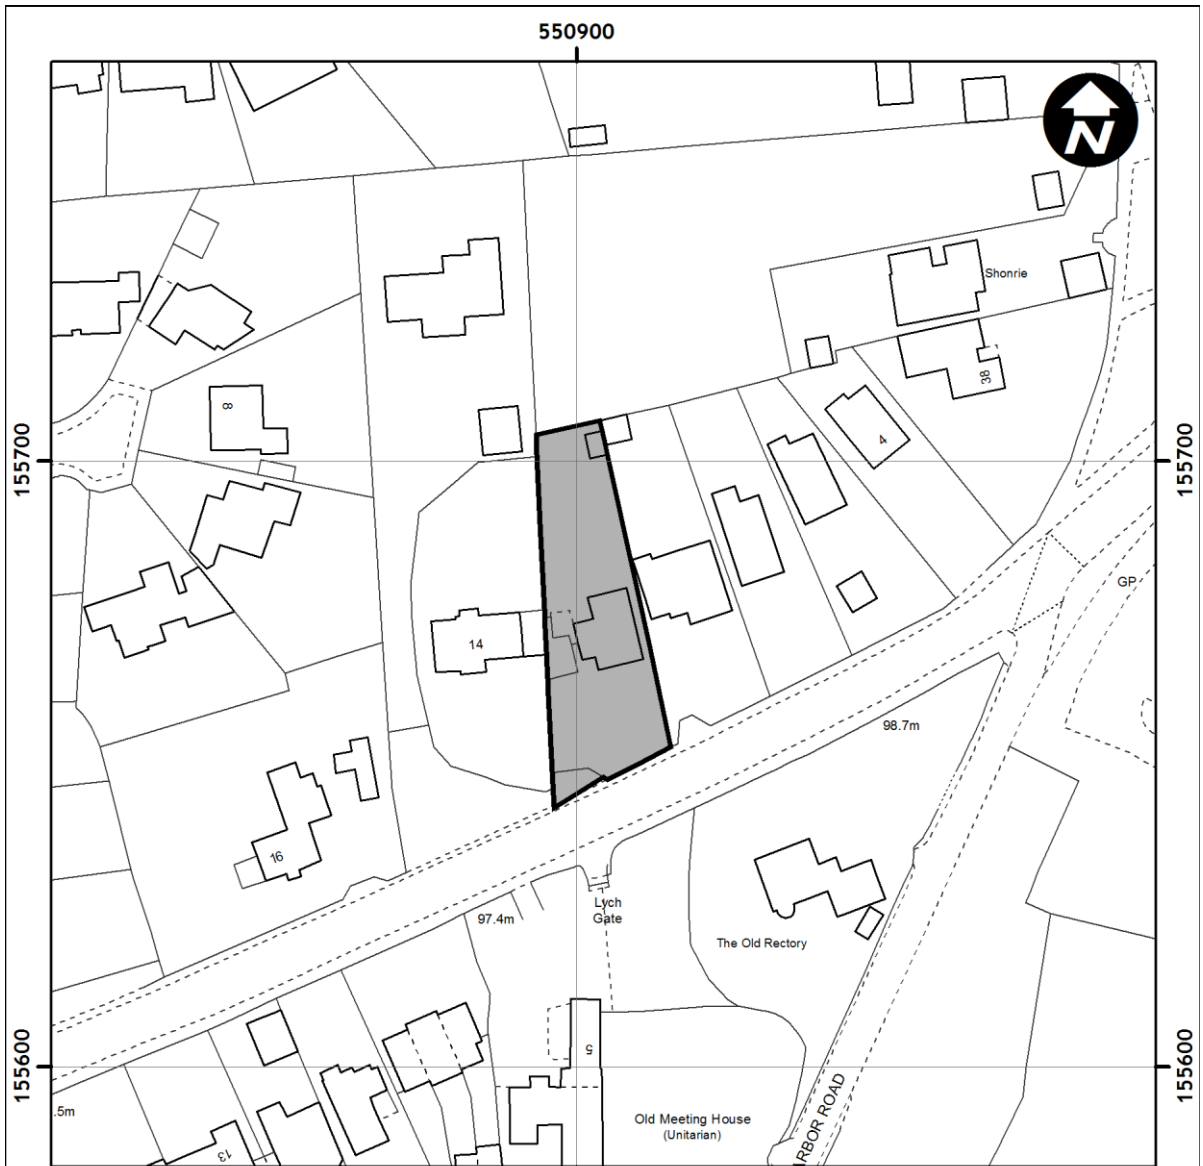 550900
N
Shonrie
8
38
4
155700
155700
GP
14
98.7m
16
97.4m
Lych
Gate
The Old Rectory
5
155600
155600
.5m
Old Meeting House
(Unitarian)
ARBOR ROAD
13